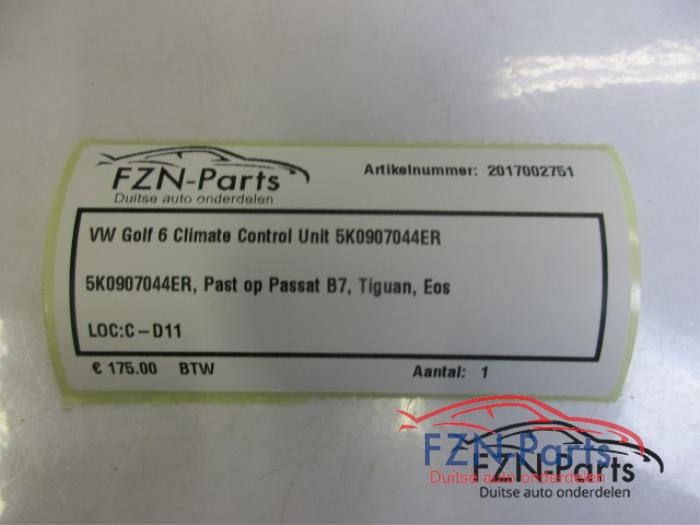 FZN-Parts
Duitse auto onderdelen
Artikelnummer: 2017002751
VW Golf 6 Climate Control Unit 5K0907044ER
5K0907044ER, Past op Passat B7, Tiguan, Eos
LOC:C-D11
€ 175.00 BTW
Aantal: 1
FZN-Parts
Duitse auto onderdelen
FZN-Parts
Duitse auto onderdelen